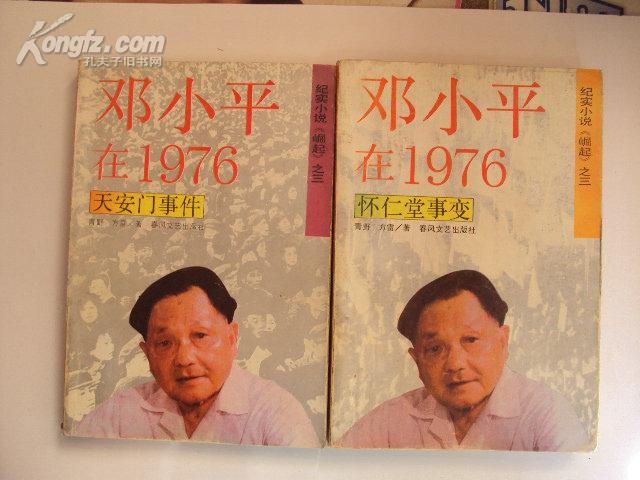 Kongfz.com
孔夫子旧书网
邓小平
在1976
天安门事件
青野 方雷/著 春风文艺出版社
纪实小说《崛起》之三
邓小平
在1976
怀仁堂事变
青野 方雷/著 春风文艺出版社
纪实小说《崛起》之三